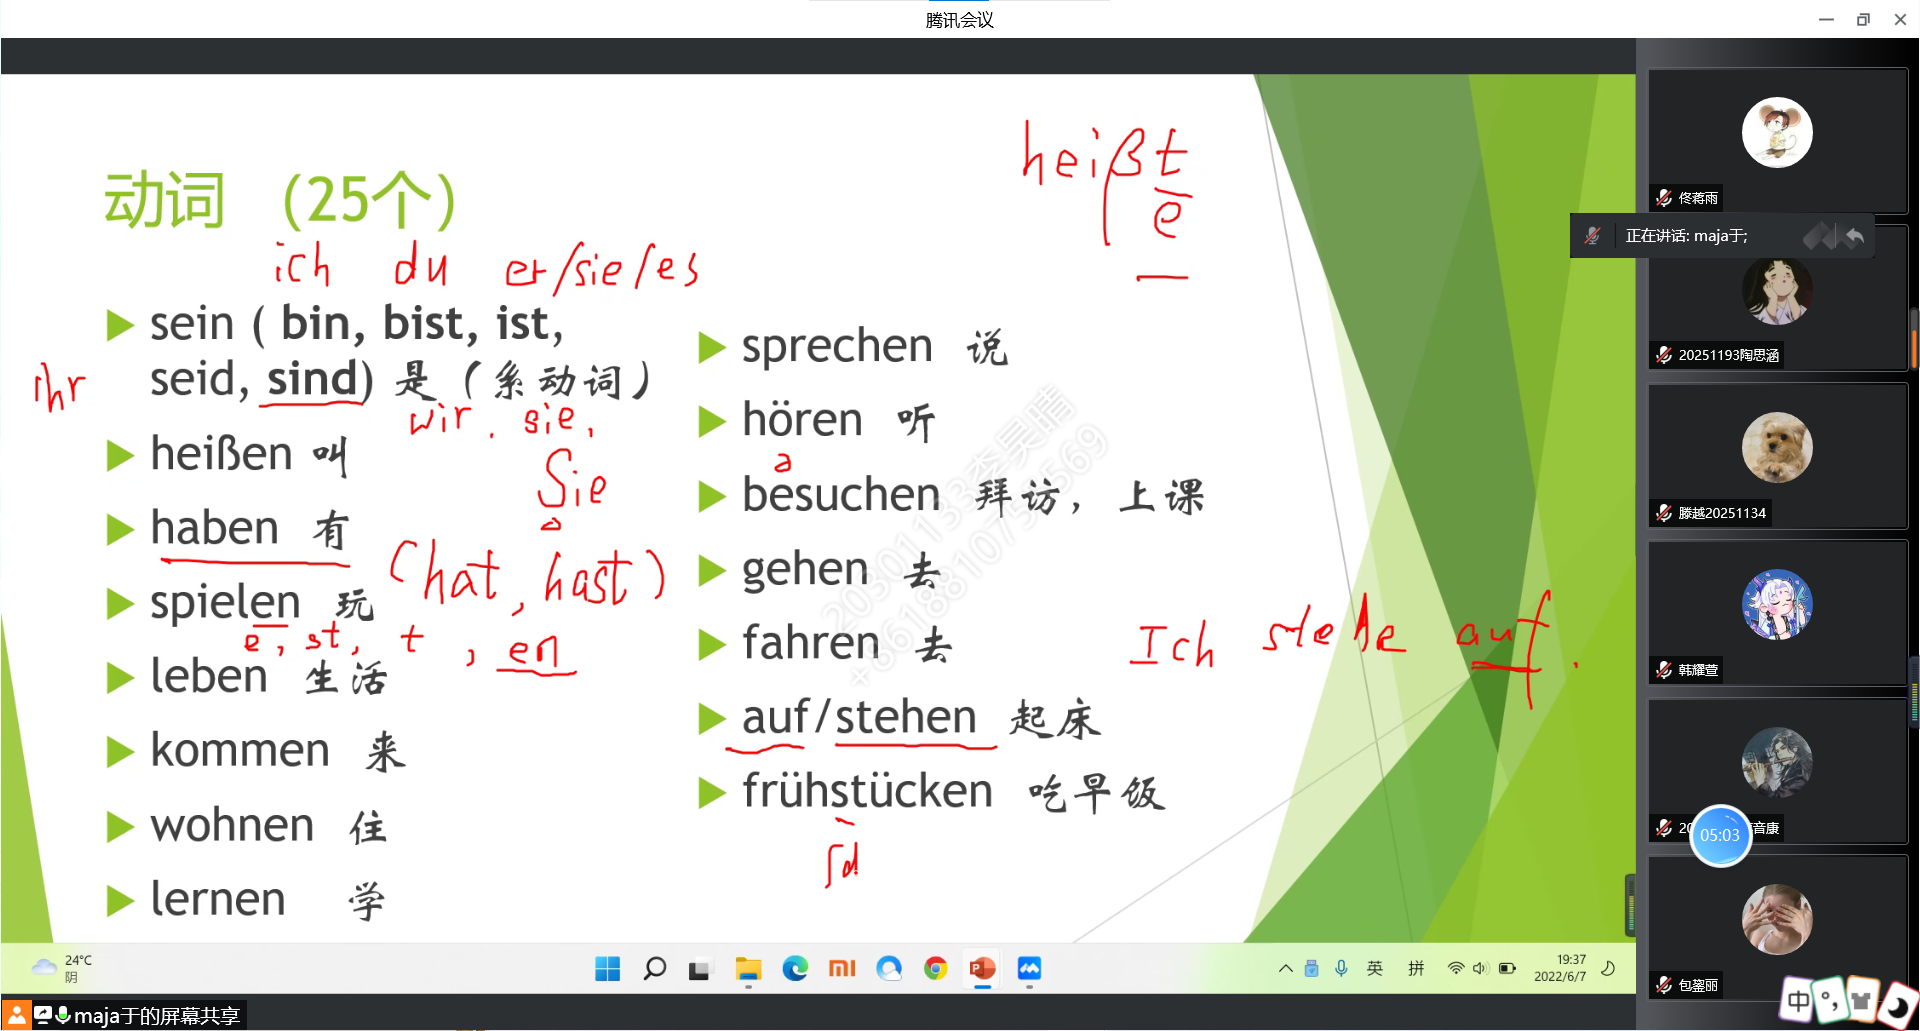 腾讯会议
heißt
e
动词 （25个）
ich du er/sie/es
sein ( bin, bist, ist,
seid, sind) 是（系动词）
ihr
wir. sie,
Sie
heißen 叫
haben 有
(hat, hast)
spielen 玩
e, st, t, en
leben 生活
kommen 来
wohnen 住
lernen 学
sprechen 说
hören 听
a
besuchen 拜访，上课
gehen 去
fahren 去
auf/stehen 起床
Ich stehe auf.
frühstücken 吃早饭
佟蒋雨
正在讲话: maja于;
20251193陶思涵
滕越20251134
韩耀萱
20
音康
05:03
包鋆丽
24°C
阴
英
拼
19:37
2022/6/7
maja于的屏幕共享
中